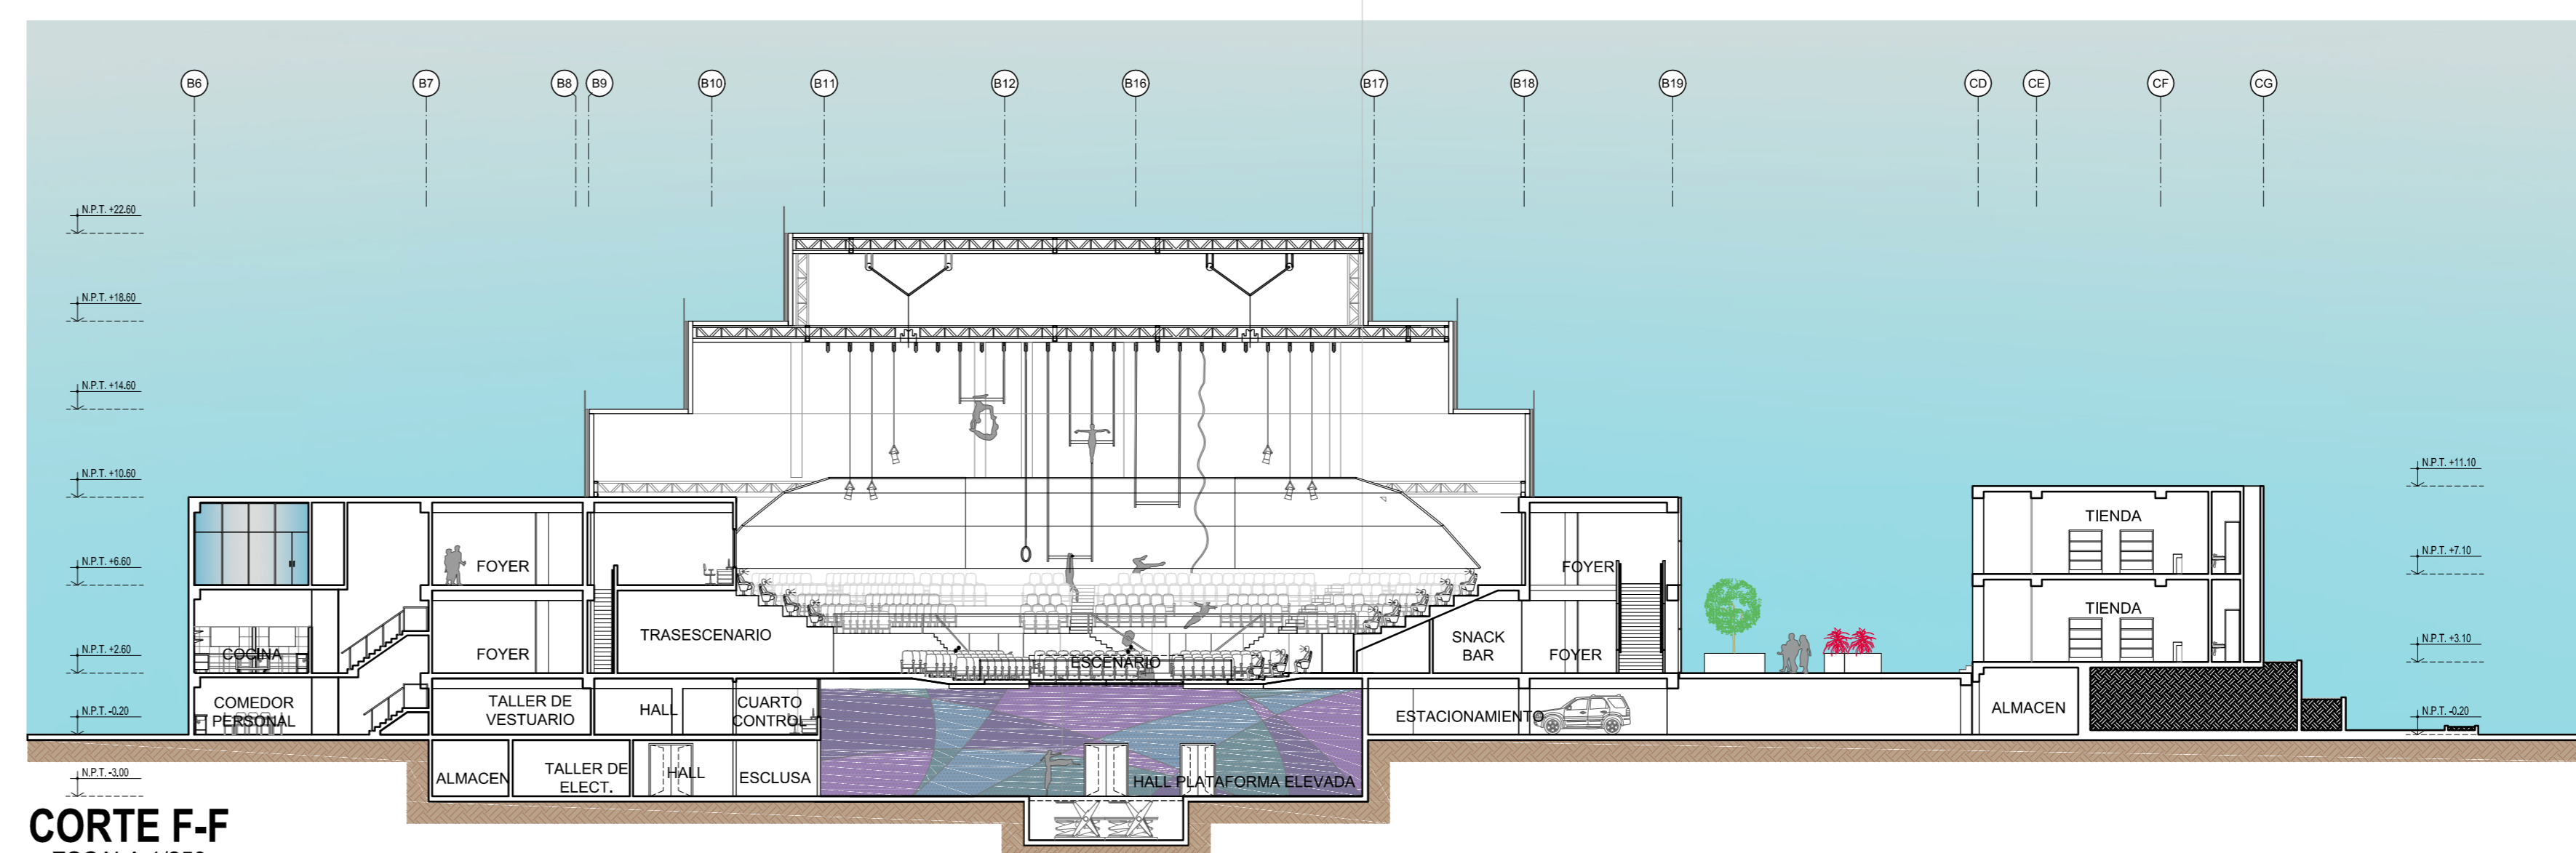 B6 B7 B8 B9 B10 B11 B12 B16 B17 B18 B19 CD CE CF CG
N.P.T. +22.60
N.P.T. +18.60
N.P.T. +14.60
N.P.T. +10.60
N.P.T. +11.10
TIENDA
FOYER
FOYER
N.P.T. +6.60
N.P.T. +7.10
TIENDA
TRASESCENARIO
SNACK
BAR
COCINA
FOYER
ESCENARIO
FOYER
N.P.T. +2.60
N.P.T. +3.10
COMEDOR
PERSONAL
TALLER DE
VESTUARIO
HALL
CUARTO
CONTROL
ESTACIONAMIENTO
ALMACEN
N.P.T. -0.20
N.P.T. -0.20
ALMACEN
TALLER DE
ELECT.
HALL
ESCLUSA
HALL PLATAFORMA ELEVADA
N.P.T. -3.00
CORTE F-F